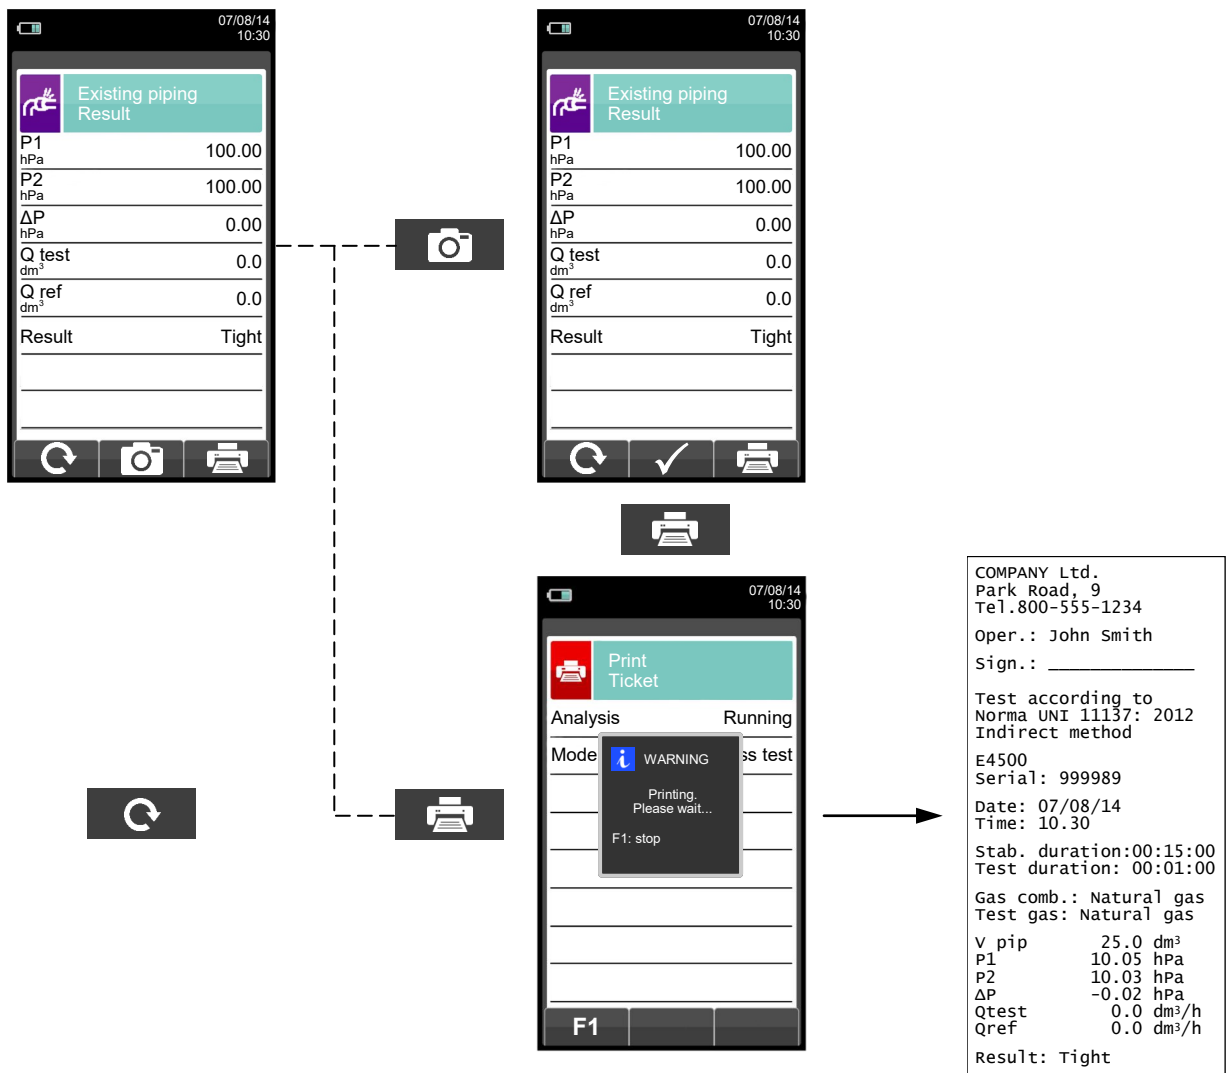 07/08/14
10:30
Existing piping
Result
P1
hPa
100.00
P2
hPa
100.00
ΔP
hPa
0.00
Q test
dm³
0.0
Q ref
dm³
0.0
Result Tight
07/08/14
10:30
Existing piping
Result
P1
hPa
100.00
P2
hPa
100.00
ΔP
hPa
0.00
Q test
dm³
0.0
Q ref
dm³
0.0
Result Tight
07/08/14
10:30
Print
Ticket
Analysis Running
Mode ss test
i WARNING
Printing.
Please wait...
F1: stop
F1
COMPANY Ltd.
Park Road, 9
Tel.800-555-1234
Oper.: John Smith
Sign.: ______________
Test according to
Norma UNI 11137: 2012
Indirect method
E4500
Serial: 999989
Date: 07/08/14
Time: 10.30
Stab. duration:00:15:00
Test duration: 00:01:00
Gas comb.: Natural gas
Test gas: Natural gas
V pip 25.0 dm³
P1 10.05 hPa
P2 10.03 hPa
ΔP -0.02 hPa
Qtest 0.0 dm³/h
Qref 0.0 dm³/h
Result: Tight